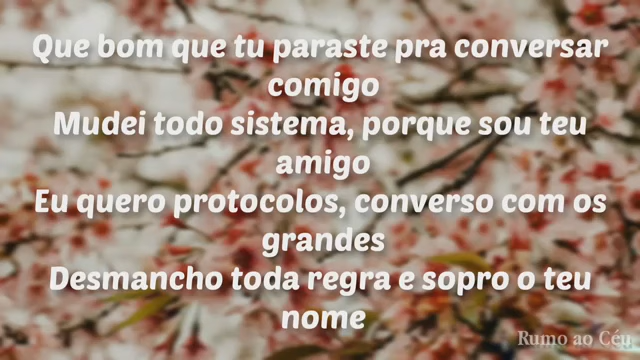 Que bom que tu paraste pra conversar
comigo
Mudei todo sistema, porque sou teu
amigo
Eu quero protocolos, converso com os
grandes
Desmancho toda regra e sopro o teu
nome
Rumo ao Céu